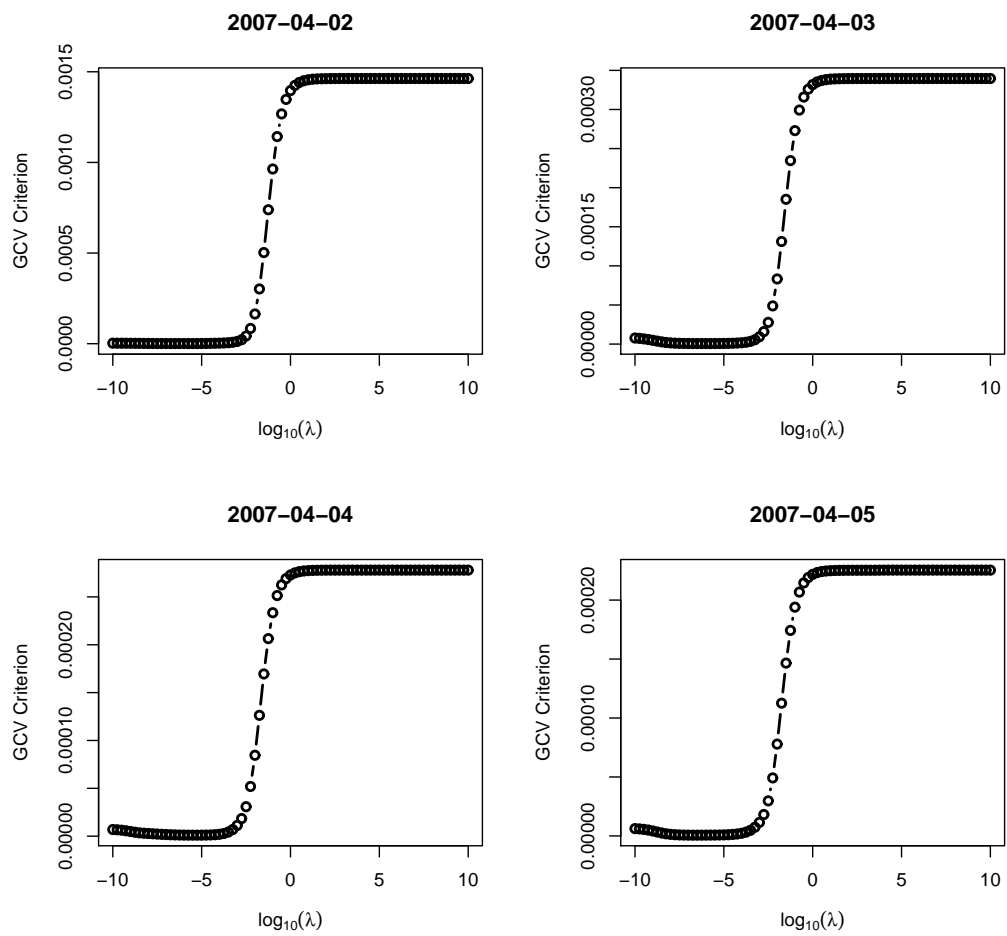 2007−04−02
GCV Criterion
0.0015
0.0010
0.0005
0.0000
−10 −5 0 5 10
log10(λ)
2007−04−03
GCV Criterion
0.00030
0.00015
0.00000
−10 −5 0 5 10
log10(λ)
2007−04−04
GCV Criterion
0.00020
0.00010
0.00000
−10 −5 0 5 10
log10(λ)
2007−04−05
GCV Criterion
0.00020
0.00010
0.00000
−10 −5 0 5 10
log10(λ)